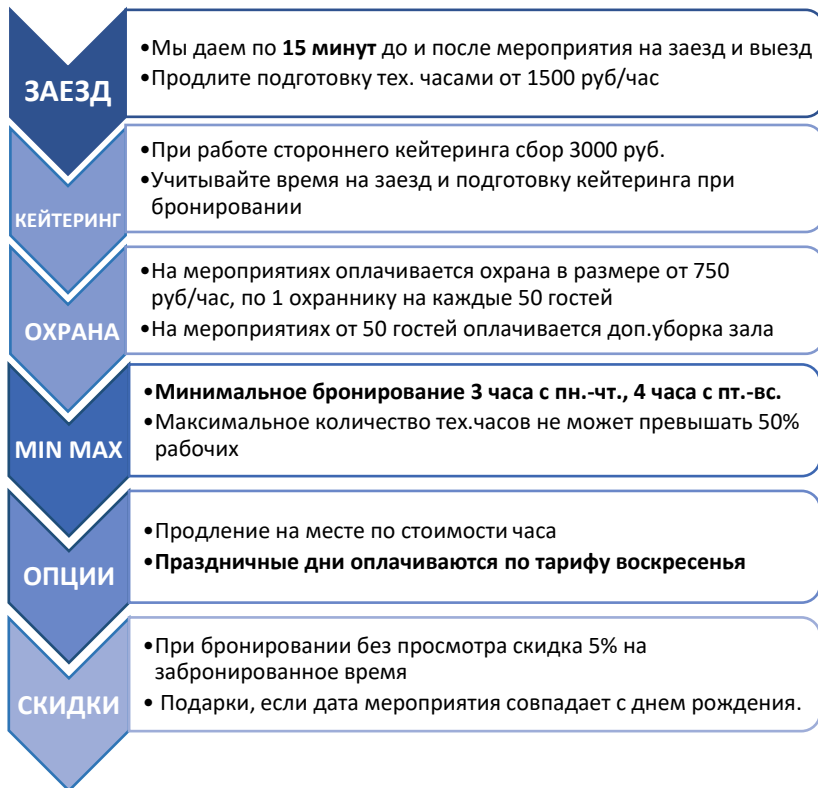 ЗАЕЗД
•Мы даем по 15 минут до и после мероприятия на заезд и выезд
•Продлите подготовку тех. часами от 1500 руб/час
КЕЙТЕРИНГ
•При работе стороннего кейтеринга сбор 3000 руб.
•Учитывайте время на заезд и подготовку кейтеринга при
бронировании
ОХРАНА
•На мероприятиях оплачивается охрана в размере от 750
руб/час, по 1 охраннику на каждые 50 гостей
•На мероприятиях от 50 гостей оплачивается доп.уборка зала
MIN MAX
•Минимальное бронирование 3 часа с пн.-чт., 4 часа с пт.-вс.
•Максимальное количество тех.часов не может превышать 50%
рабочих
ОПЦИИ
•Продление на месте по стоимости часа
•Праздничные дни оплачиваются по тарифу воскресенья
СКИДКИ
•При бронировании без просмотра скидка 5% на
забронированное время
• Подарки, если дата мероприятия совпадает с днем рождения.